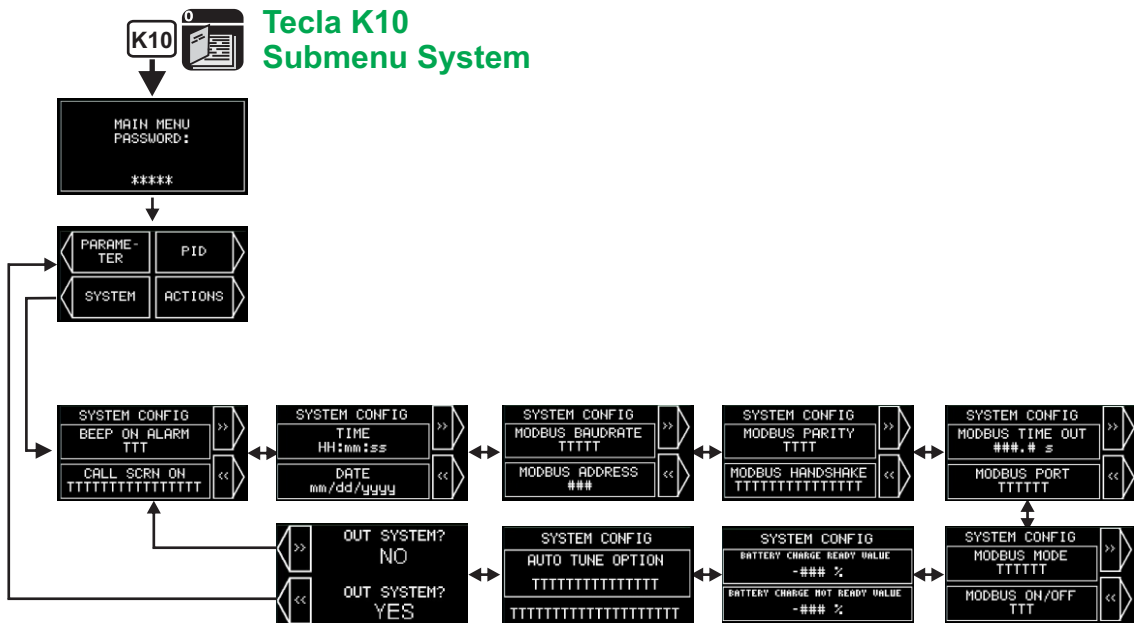 0
K10
Tecla K10
Submenu System
MAIN MENU
PASSWORD:
*****
PARAME-
TER
PID
SYSTEM
ACTIONS
SYSTEM CONFIG
BEEP ON ALARM
TTT
>>
CALL SCRN ON
TTTTTTTTTTTTTTTT
<<
SYSTEM CONFIG
TIME
HH:mm:ss
>>
DATE
mm/dd/yyyy
<<
SYSTEM CONFIG
MODBUS BAUDRATE
TTTTT
>>
MODBUS ADDRESS
###
<<
SYSTEM CONFIG
MODBUS PARITY
TTTT
>>
MODBUS HANDSHAKE
TTTTTTTTTTTTTTT
<<
SYSTEM CONFIG
MODBUS TIME OUT
###.# s
>>
MODBUS PORT
TTTTTT
<<
>>
OUT SYSTEM?
NO
<<
OUT SYSTEM?
YES
SYSTEM CONFIG
AUTO TUNE OPTION
TTTTTTTTTTTTTTT
TTTTTTTTTTTTTTTTTTTT
SYSTEM CONFIG
BATTERY CHARGE READY VALUE
-### %
BATTERY CHARGE NOT READY VALUE
-### %
SYSTEM CONFIG
MODBUS MODE
TTTTTT
>>
MODBUS ON/OFF
TTT
<<